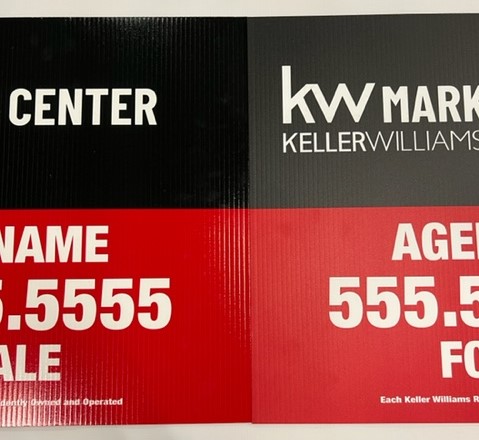 CENTER
NAME
5.5555
ALE
dently Owned and Operated
kw MARK
KELLERWILLIAMS
AGE
555.5
FO
Each Keller Williams R